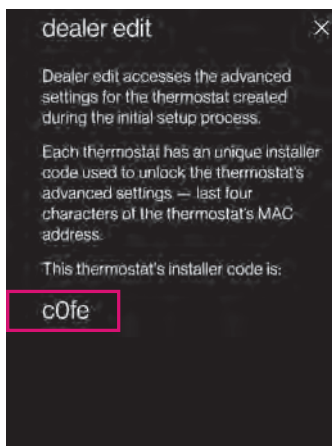 dealer edit ×
Dealer edit accesses the advanced
settings for the thermostat created
during the initial setup process.
Each thermostat has an unique installer
code used to unlock the thermostat's
advanced settings — last four
characters of the thermostat's MAC
address.
This thermostat's installer code is:
c0fe